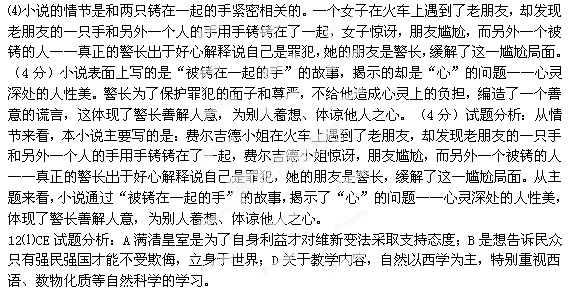 ⑷小说的情节是和两只铐在一起的手紧密相关的。一个女子在火车上遇到了老朋友，却发现
老朋友的一只手和另外一个人的手用手铐铐在了一起，女子惊讶，朋友尴尬，而另外一个被
铐的人——真正的警长出于好心解释说自己是罪犯，她的朋友是警长，缓解了这一尴尬局面。
（4 分）小说表面上写的是“被铐在一起的手”的故事，揭示的却是“心”的问题——心灵
深处的人性美。警长为了保护罪犯的面子和尊严，不给他造成心灵上的负担，编造了一个善
意的谎言，这体现了警长善解人意，为别人着想、体谅他人之心。（4 分）试题分析：从情
节来看，本小说主要写的是：费尔吉德小姐在火车上遇到了老朋友，却发现老朋友的一只手
和另外一个人的手用手铐铐在了一起，费尔吉德小姐惊讶，朋友尴尬，而另外一个被铐的人
——真正的警长出于好心解释说自己是罪犯，她的朋友是警长，缓解了这一尴尬局面。从主
题来看，小说通过“被铐在一起的手”的故事，揭示了“心”的问题——心灵深处的人性美，
体现了警长善解人意，为别人着想、体谅他人之心。
12⑴CE 试题分析：A 满清皇室是为了自身利益才对维新变法采取支持态度；B 是想告诉民众
只有强民强国才能不受欺侮，立身于世界；D 关于教学内容，自然以西学为主，特别重视西
语、数物化质等自然科学的学习。